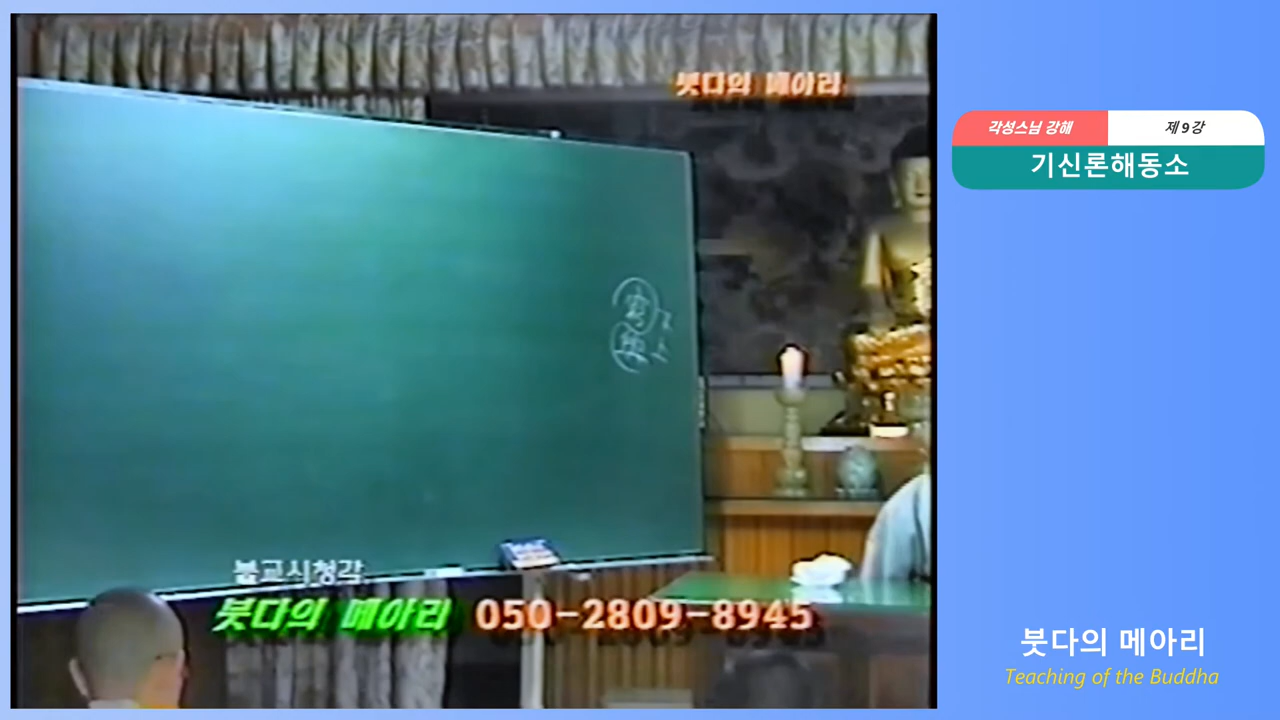 붓다의 메아리
각성스님 강해
제 9 강
기신론해동소
불교시청각
붓다의 메아리 050-2809-8945
붓다의 메아리
Teaching of the Buddha